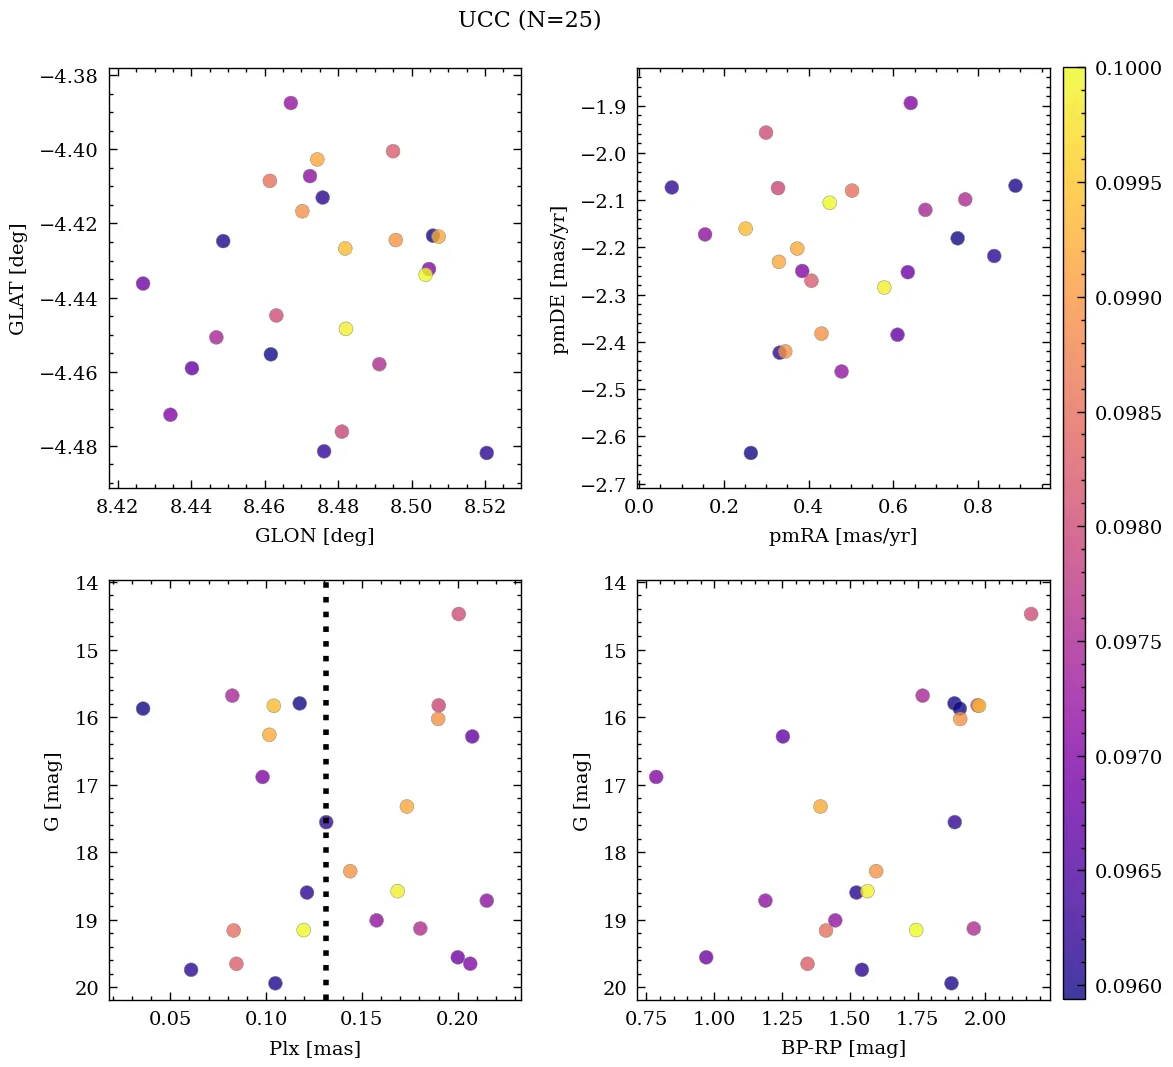 UCC (N=25)
−4.38
−4.40
−4.42
−4.44
−4.46
−4.48
GLAT [deg]
8.42 8.44 8.46 8.48 8.50 8.52
GLON [deg]
−1.9
−2.0
−2.1
−2.2
−2.3
−2.4
−2.5
−2.6
−2.7
pmDE [mas/yr]
0.0 0.2 0.4 0.6 0.8
pmRA [mas/yr]
14
15
16
17
18
19
20
G [mag]
0.05 0.10 0.15 0.20
Plx [mas]
14
15
16
17
18
19
20
G [mag]
0.75 1.00 1.25 1.50 1.75 2.00
BP-RP [mag]
0.1000
0.0995
0.0990
0.0985
0.0980
0.0975
0.0970
0.0965
0.0960